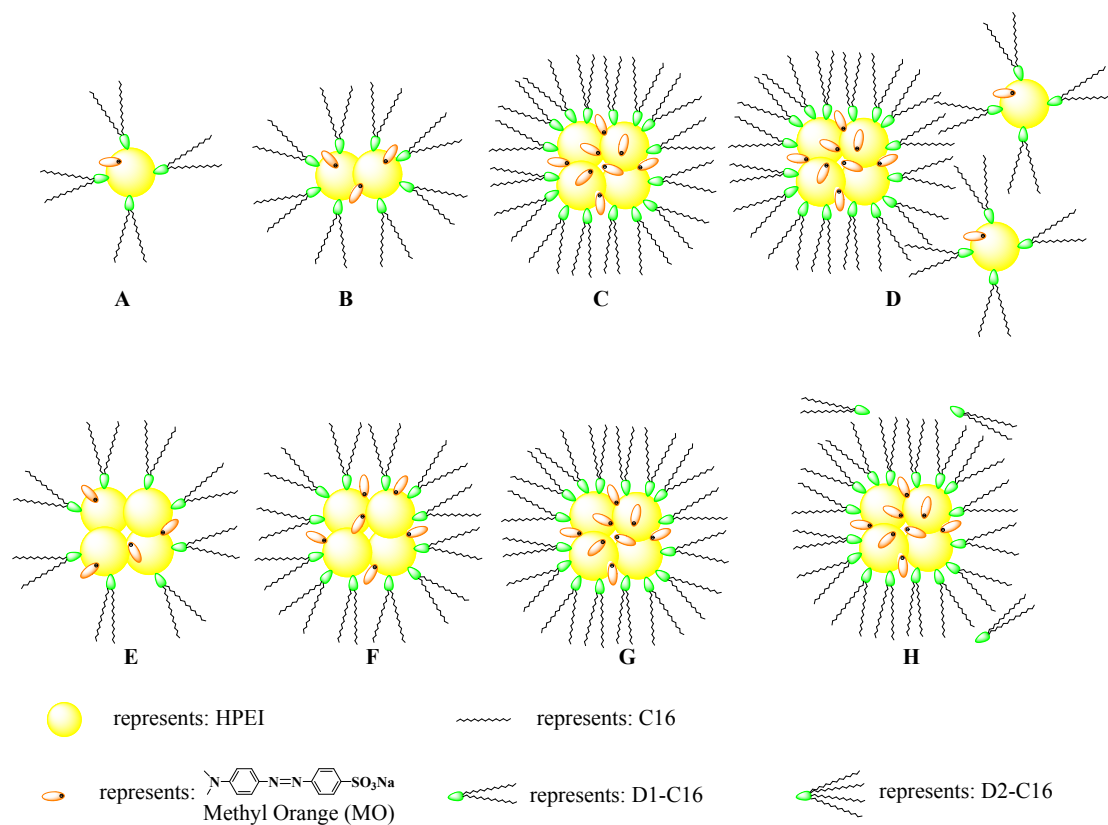 A B C D
E F G H
represents: HPEI
represents: C16
represents: N N=N SO3Na
Methyl Orange (MO)
represents: D1-C16
represents: D2-C16